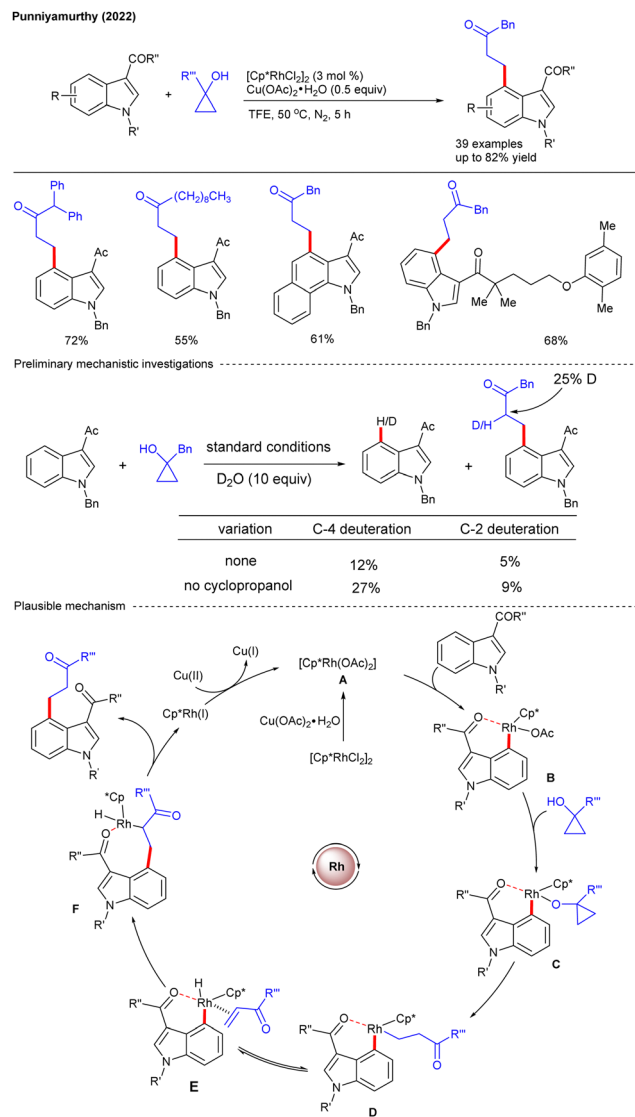 Punniyamurthy (2022)
COR"
R
N
R'
+
R'''
OH
[Cp*RhCl2]2 (3 mol %)
Cu(OAc)2•H2O (0.5 equiv)
TFE, 50 °C, N2, 5 h
O
Bn
COR"
R
N
R'
39 examples
up to 82% yield
Ph
O
Ph
Ac
N
Bn
72%
O
(CH2)8CH3
Ac
N
Bn
55%
O
Bn
Ac
N
Bn
61%
O
Bn
O
N
Bn
Me
Me
O
Me
Me
68%
Preliminary mechanistic investigations
Ac
N
Bn
+
HO
Bn
standard conditions
D2O (10 equiv)
H/D
Ac
N
Bn
+
O
Bn
25% D
D/H
Ac
N
Bn
variation C-4 deuteration C-2 deuteration
none 12% 5%
no cyclopropanol 27% 9%
Plausible mechanism
O
R'''
O
R"
N
R'
Cu(II)
Cu(I)
Cp*Rh(I)
[Cp*Rh(OAc)2]
A
Cu(OAc)2•H2O
[Cp*RhCl2]2
COR"
N
R'
R"
O
Rh
Cp*
OAc
N
R'
B
HO
R'''
R"
O
Rh
Cp*
O
R'''
N
R'
C
R"
O
Rh
Cp*
R'''
O
N
R'
D
H
R"
O
Rh
Cp*
R'''
O
N
R'
E
*Cp
H
Rh
R'''
O
O
R"
N
R'
F
Rh